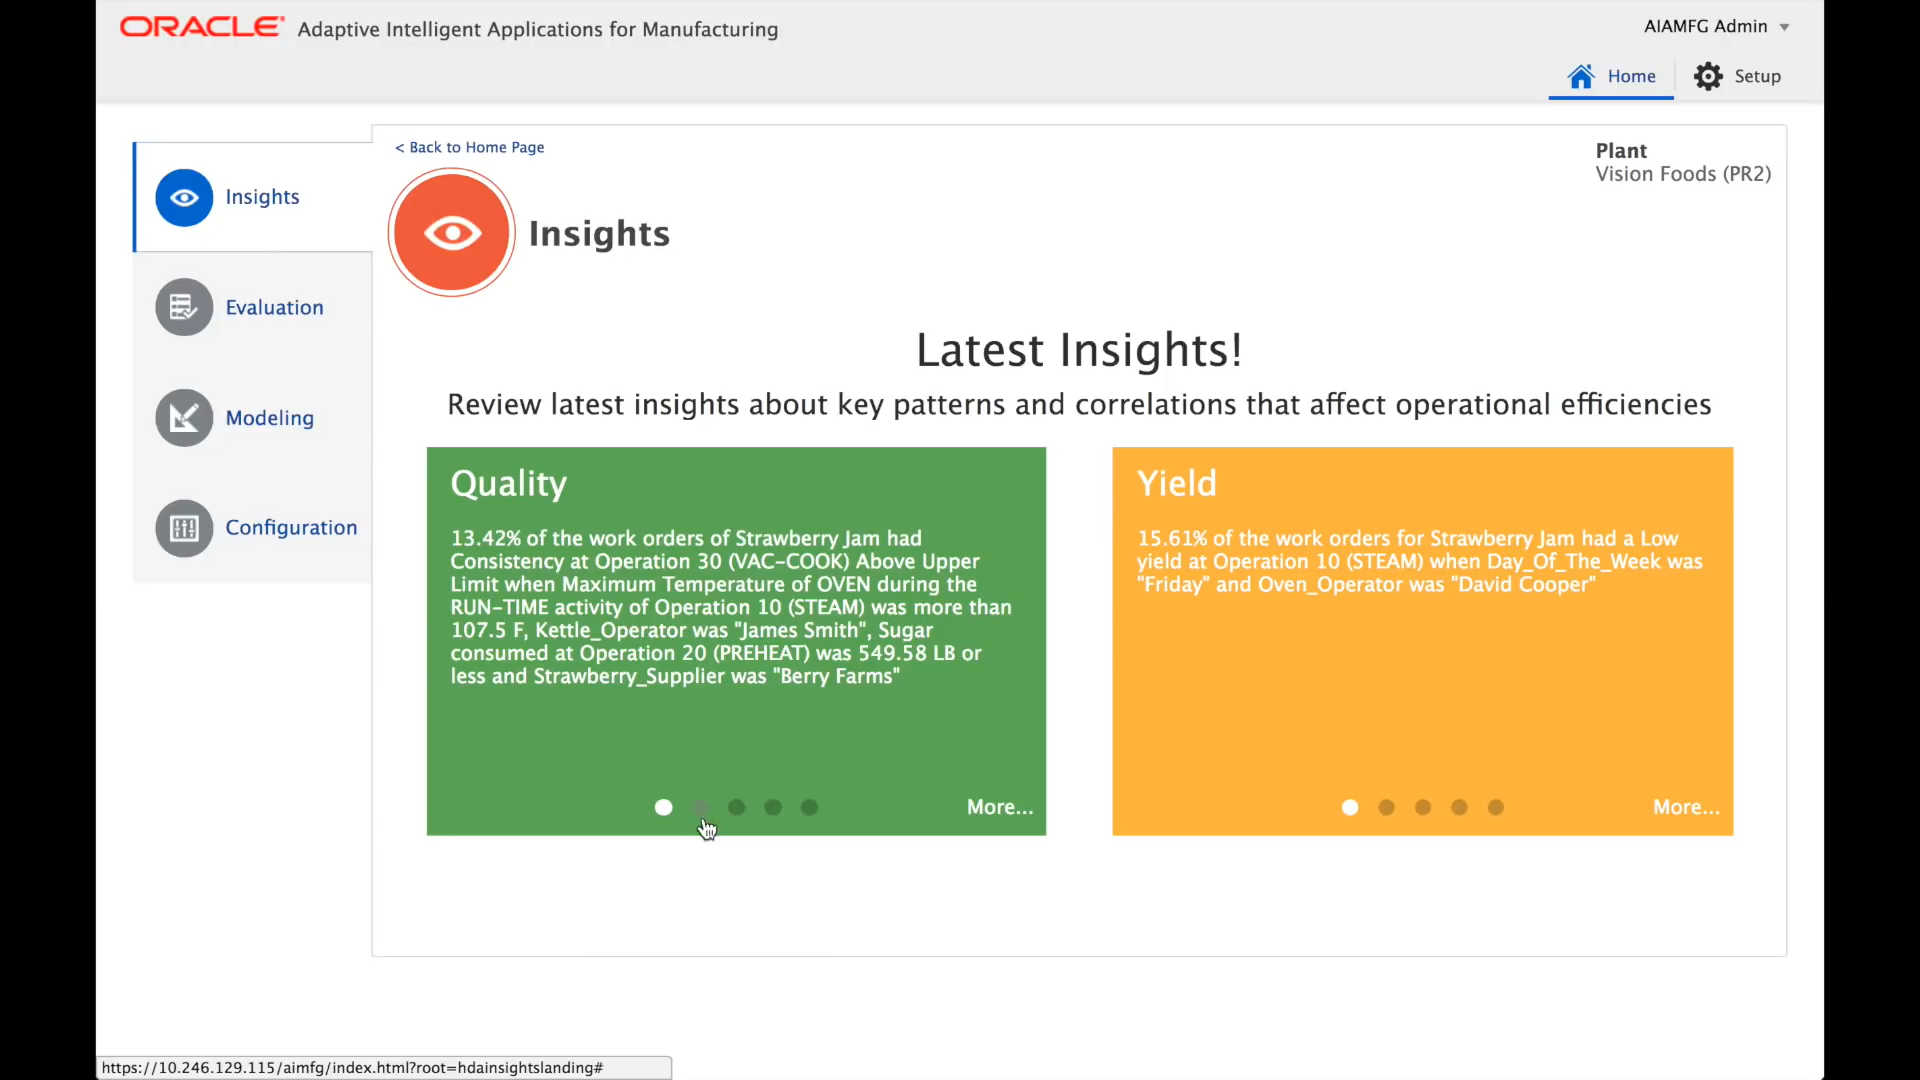 ORACLE Adaptive Intelligent Applications for Manufacturing
AIAMFG Admin
Home
Setup
Insights
Evaluation
Modeling
Configuration
< Back to Home Page
Plant
Vision Foods (PR2)
Insights
Latest Insights!
Review latest insights about key patterns and correlations that affect operational efficiencies
Quality
13.42% of the work orders of Strawberry Jam had
Consistency at Operation 30 (VAC-COOK) Above Upper
Limit when Maximum Temperature of OVEN during the
RUN-TIME activity of Operation 10 (STEAM) was more than
107.5 F, Kettle_Operator was "James Smith", Sugar
consumed at Operation 20 (PREHEAT) was 549.58 LB or
less and Strawberry_Supplier was "Berry Farms"
More...
Yield
15.61% of the work orders for Strawberry Jam had a Low
yield at Operation 10 (STEAM) when Day_Of_The_Week was
"Friday" and Oven_Operator was "David Cooper"
More...
https://10.246.129.115/aimfg/index.html?root=hdainsightslanding#